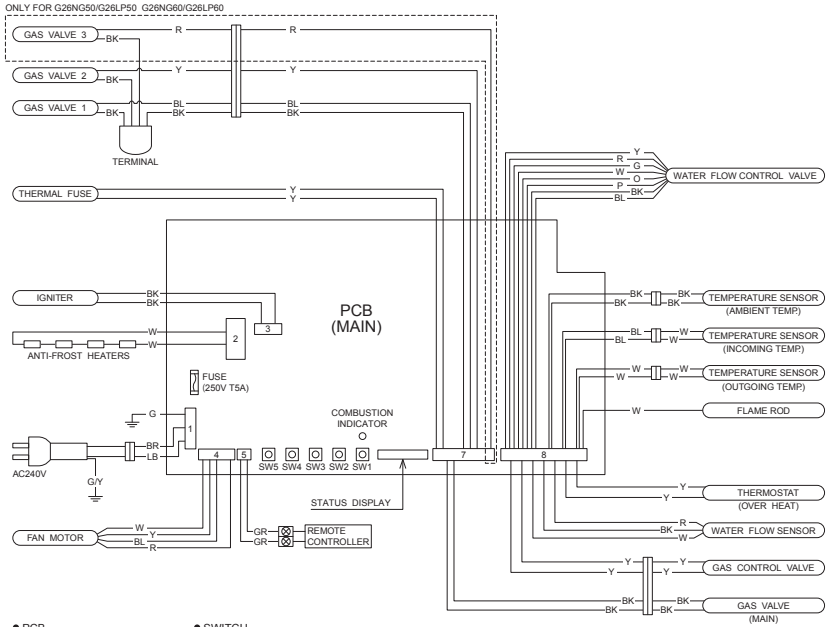 ONLY FOR G26NG50/G26LP50 G26NG60/G26LP60
GAS VALVE 3
BK
R
R
GAS VALVE 2
BK
Y
Y
GAS VALVE 1
BK
BL
BK
BL
BK
TERMINAL
Y
R
G
W
O
P
BK
BL
WATER FLOW CONTROL VALVE
THERMAL FUSE
Y
Y
IGNITER
BK
BK
3
PCB
(MAIN)
BK
BK
BK
BK
TEMPERATURE SENSOR
(AMBIENT TEMP.)
W
W
2
ANTI-FROST HEATERS
BL
BL
W
W
TEMPERATURE SENSOR
(INCOMING TEMP.)
FUSE
(250V T5A)
W
W
W
W
TEMPERATURE SENSOR
(OUTGOING TEMP.)
G
1
COMBUSTION
INDICATOR
W
FLAME ROD
BR
LB
AC240V
G/Y
4
5
SW5
SW4
SW3
SW2
SW1
7
8
STATUS DISPLAY
Y
Y
THERMOSTAT
(OVER HEAT)
FAN MOTOR
W
Y
BL
R
GR
GR
REMOTE
CONTROLLER
R
BK
W
WATER FLOW SENSOR
Y
Y
Y
Y
GAS CONTROL VALVE
BK
BK
BK
BK
GAS VALVE
(MAIN)